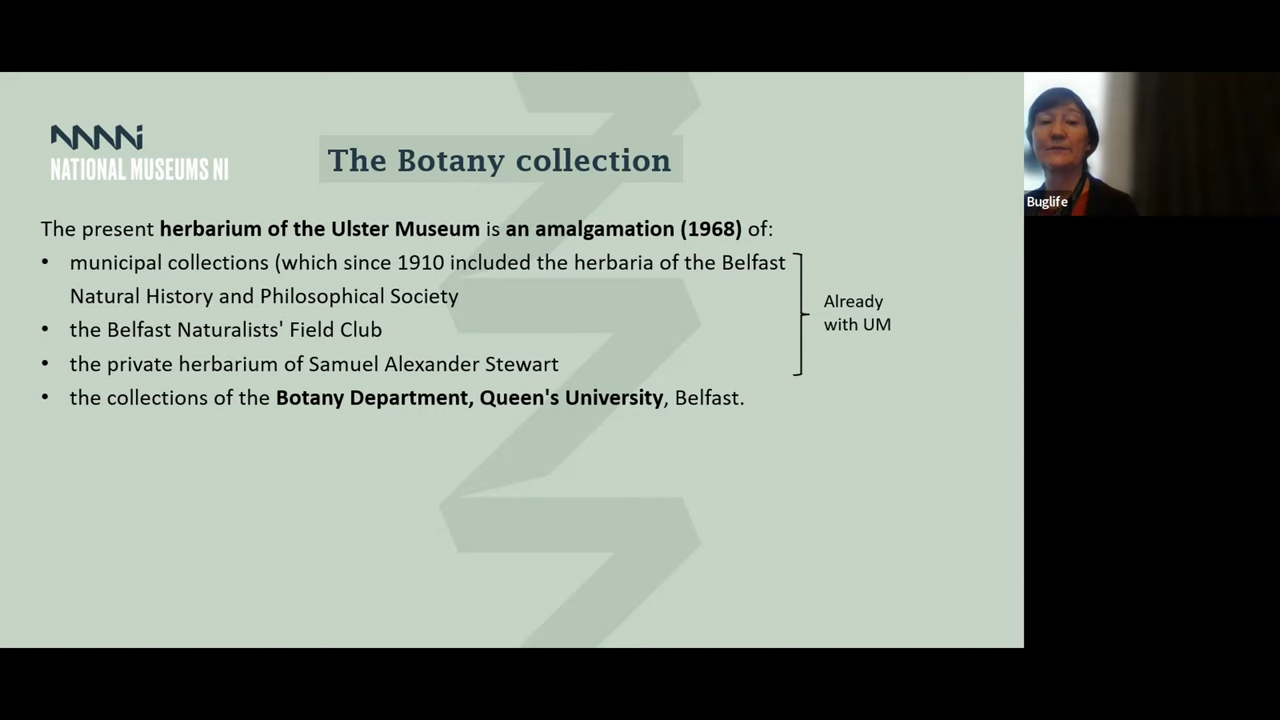 NATIONAL MUSEUMS NI
The Botany collection
Buglife
The present herbarium of the Ulster Museum is an amalgamation (1968) of:
• municipal collections (which since 1910 included the herbaria of the Belfast
Natural History and Philosophical Society
• the Belfast Naturalists' Field Club
• the private herbarium of Samuel Alexander Stewart
• the collections of the Botany Department, Queen's University, Belfast.
Already
with UM